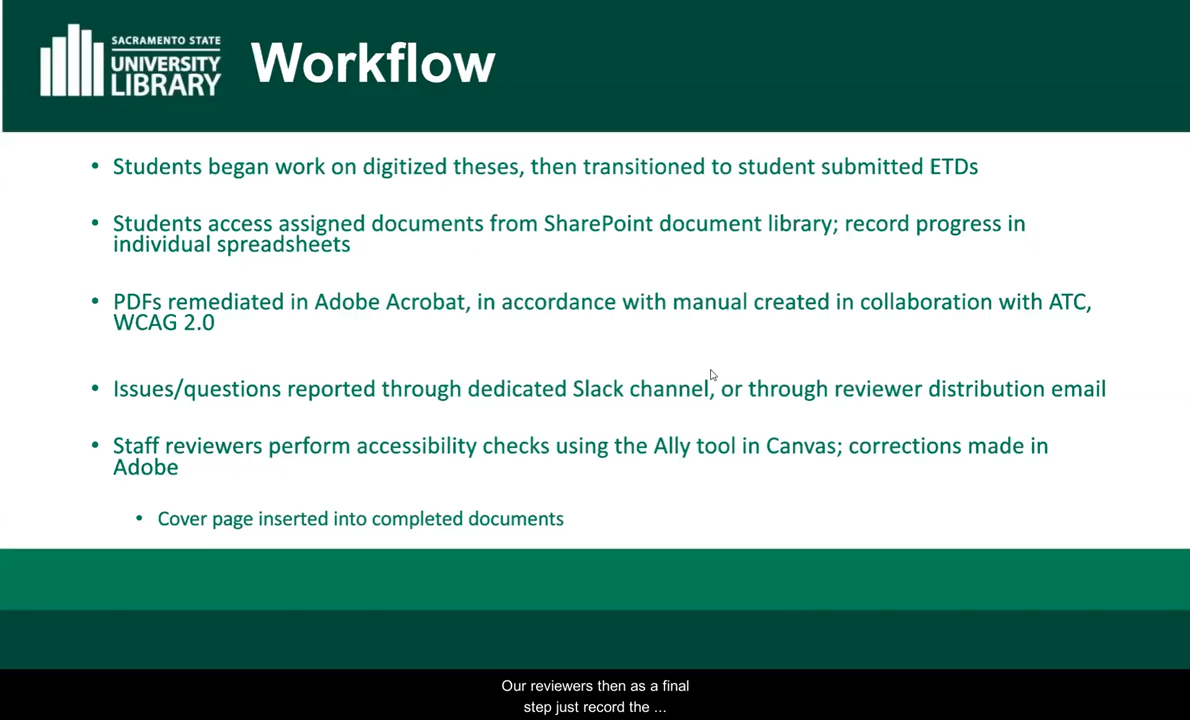 SACRAMENTO STATE
UNIVERSITY
LIBRARY
Workflow
• Students began work on digitized theses, then transitioned to student submitted ETDs
• Students access assigned documents from SharePoint document library; record progress in
individual spreadsheets
• PDFs remediated in Adobe Acrobat, in accordance with manual created in collaboration with ATC,
WCAG 2.0
• Issues/questions reported through dedicated Slack channel, or through reviewer distribution email
• Staff reviewers perform accessibility checks using the Ally tool in Canvas; corrections made in
Adobe
• Cover page inserted into completed documents
Our reviewers then as a final
step just record the ...